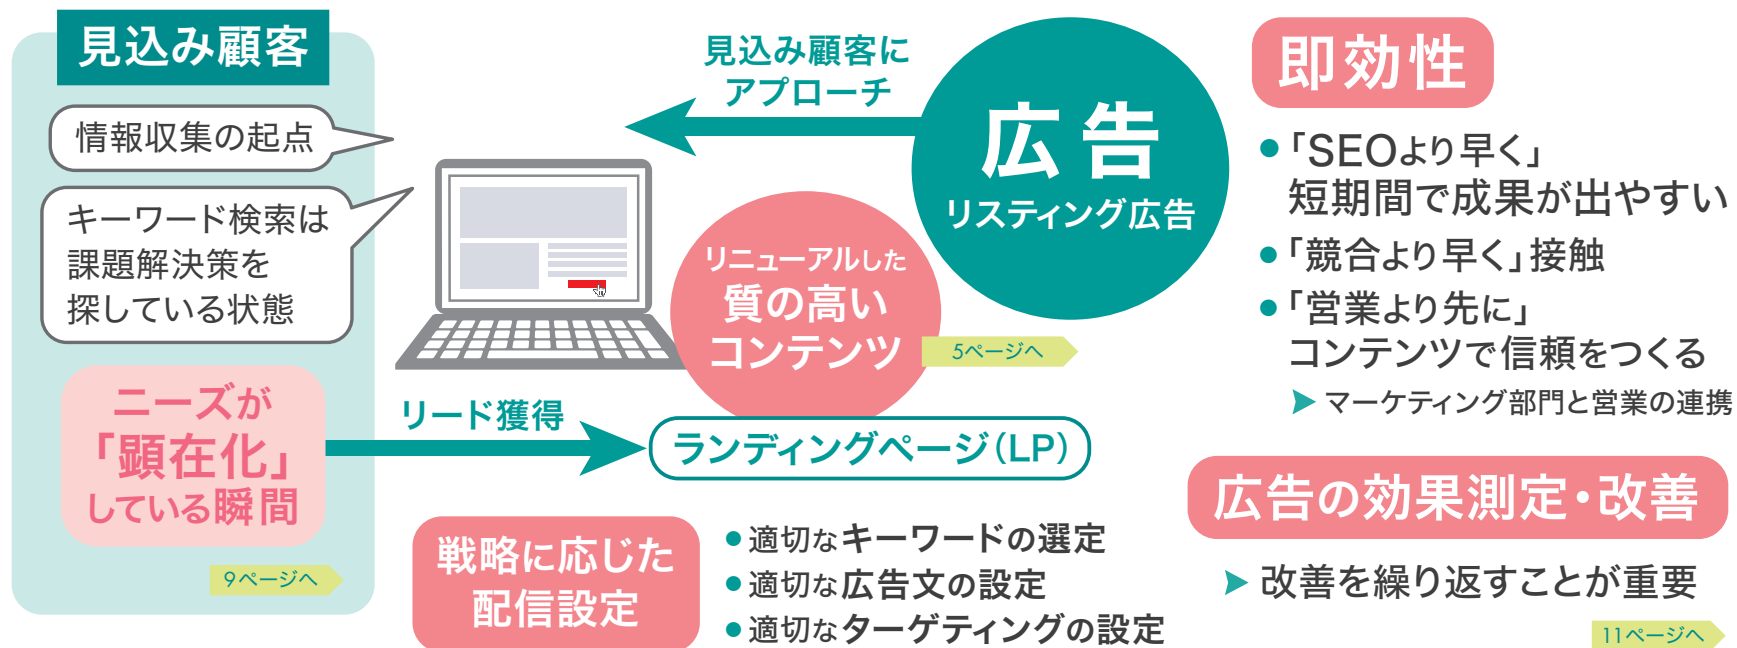 見込み顧客
情報収集の起点
キーワード検索は
課題解決策を
探している状態
ニーズが
「顕在化」
している瞬間
9ページへ
見込み顧客に
アプローチ
広告
リスティング広告
リニューアルした
質の高い
コンテンツ
5ページへ
リード獲得
ランディングページ（LP）
戦略に応じた
配信設定
●適切なキーワードの選定
●適切な広告文の設定
●適切なターゲティングの設定
即効性
●「SEOより早く」
短期間で成果が出やすい
●「競合より早く」接触
●「営業より先に」
コンテンツで信頼をつくる
マーケティング部門と営業の連携
広告の効果測定・改善
改善を繰り返すことが重要
11ページへ